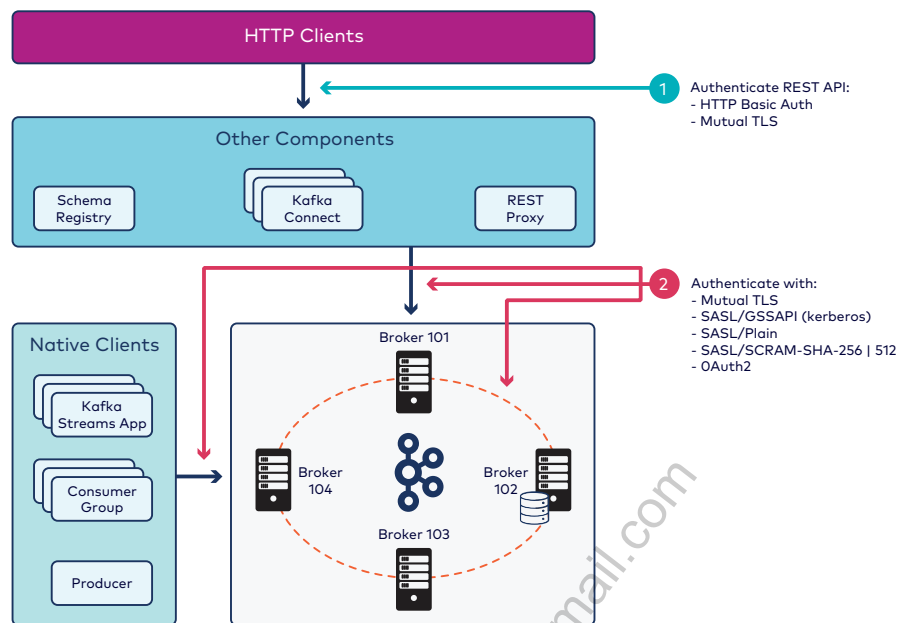 HTTP Clients
1
Authenticate REST API:
- HTTP Basic Auth
- Mutual TLS
Other Components
Schema
Registry
Kafka
Connect
REST
Proxy
2
Authenticate with:
- Mutual TLS
- SASL/GSSAPI (kerberos)
- SASL/Plain
- SASL/SCRAM-SHA-256 | 512
- 0Auth2
Native Clients
Kafka
Streams App
Consumer
Group
Producer
Broker 101
Broker
104
Broker
102
Broker 103
mail.com